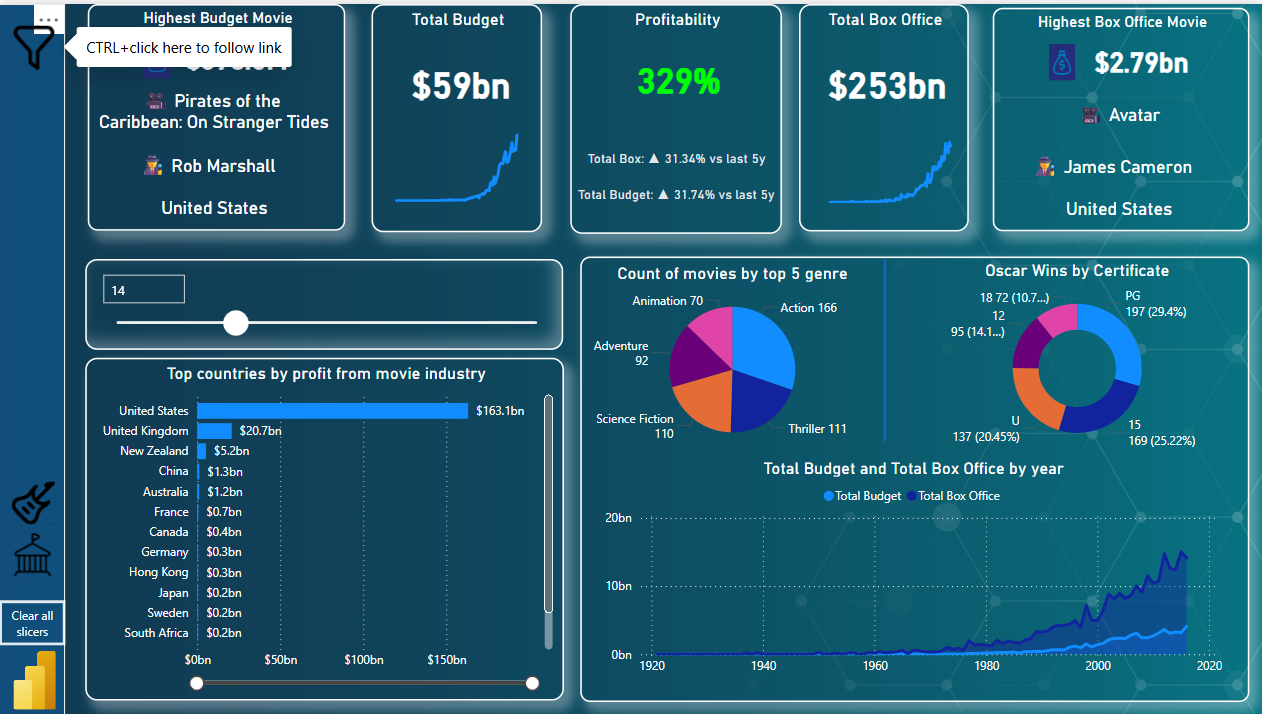 Highest Budget Movie
CTRL+click here to follow link
Pirates of the
Caribbean: On Stranger Tides
Rob Marshall
United States
Total Budget
$59bn
Profitability
329%
Total Box: ▲ 31.34% vs last 5y
Total Budget: ▲ 31.74% vs last 5y
Total Box Office
$253bn
Highest Box Office Movie
$2.79bn
Avatar
James Cameron
United States
14
Top countries by profit from movie industry
United States $163.1bn
United Kingdom $20.7bn
New Zealand $5.2bn
China $1.3bn
Australia $1.2bn
France $0.7bn
Canada $0.4bn
Germany $0.3bn
Hong Kong $0.3bn
Japan $0.2bn
Sweden $0.2bn
South Africa $0.2bn
$0bn $50bn $100bn $150bn
Count of movies by top 5 genre
Animation 70
Action 166
Adventure
92
Science Fiction
110
Thriller 111
Oscar Wins by Certificate
18 72 (10.7...)
PG
197 (29.4%)
12
95 (14.1...)
U
137 (20.45%)
15
169 (25.22%)
Total Budget and Total Box Office by year
Total Budget Total Box Office
20bn
10bn
0bn
1920 1940 1960 1980 2000 2020
Clear all
slicers